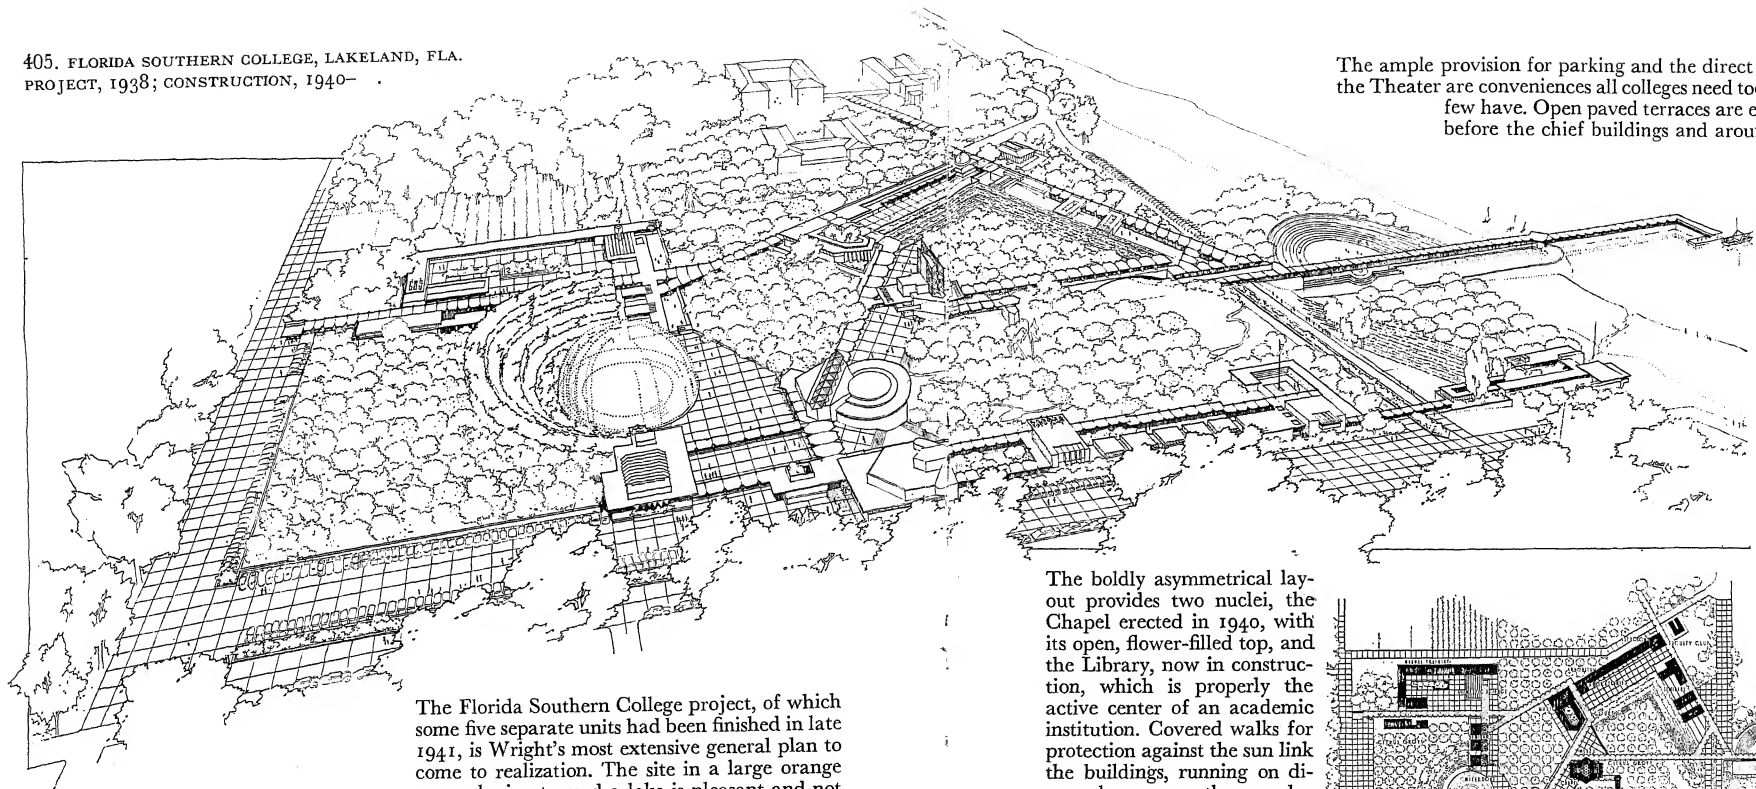 405. FLORIDA SOUTHERN COLLEGE, LAKELAND, FLA.
PROJECT, 1938; CONSTRUCTION, 1940– .
The ample provision for parking and the direct
the Theater are conveniences all colleges need
few have. Open paved terraces are
before the chief buildings and
The Florida Southern College project, of which
some five separate units had been finished in late
1941, is Wright's most extensive general plan to
come to realization. The site in a large orange
The boldly asymmetrical lay-
out provides two nuclei, the
Chapel erected in 1940, with
its open, flower-filled top, and
the Library, now in construc-
tion, which is properly the
active center of an academic
institution. Covered walks for
protection against the sun link
the buildings, running on di-